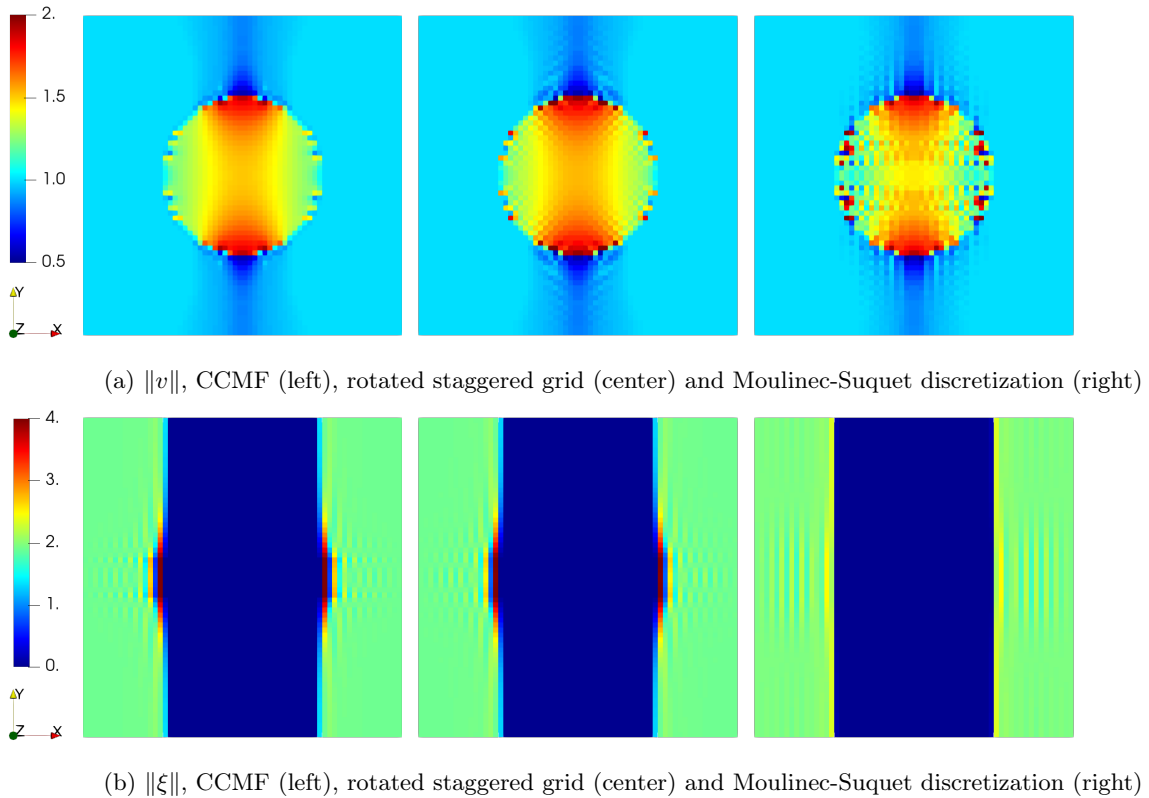 2.
1.5
1.0
0.5
Y
Z
X
(a) ‖v‖, CCMF (left), rotated staggered grid (center) and Moulinec-Suquet discretization (right)
4.
3.
2.
1.
0.
Y
Z
X
(b) ‖ξ‖, CCMF (left), rotated staggered grid (center) and Moulinec-Suquet discretization (right)